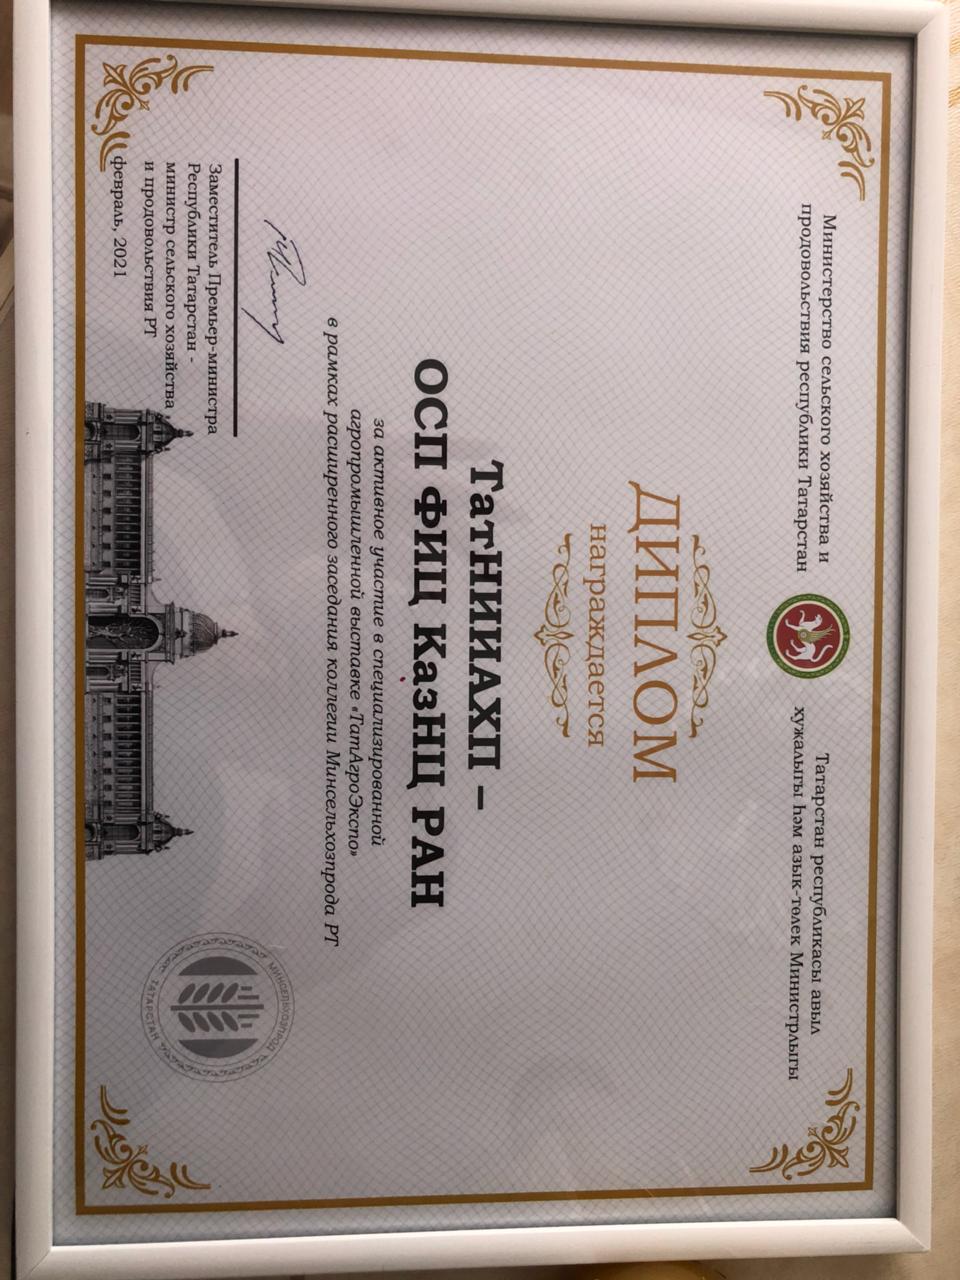 Министерство сельского хозяйства и
продовольствия республики Татарстан
Татарстан республикасы авыл
хужалыгы һәм азык-төлек Министрлыгы
ДИПЛОМ
награждается
ТатНИИАХП –
ОСП ФИЦ КазНЦ РАН
за активное участие в специализированной
агропромышленной выставке «ТатАгроЭкспо»
в рамках расширенного заседания коллегии Минсельхозпрода РТ
Заместитель Премьер-министра
Республики Татарстан -
министр сельского хозяйства
и продовольствия РТ
февраль, 2021
МИНСЕЛЬХОЗПРОД
ТАТАРСТАН